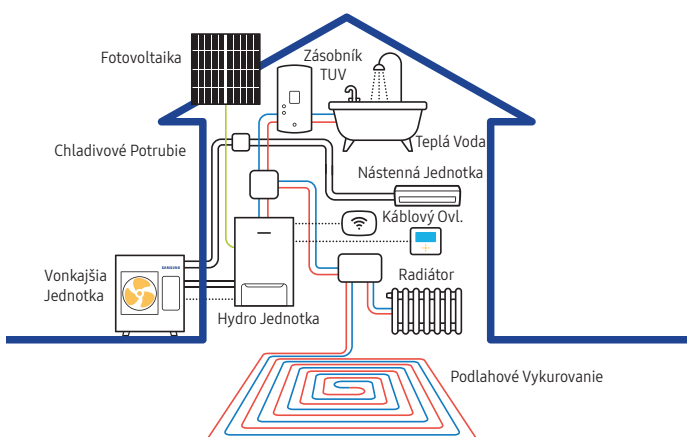 Fotovoltaika
Zásobník
TUV
Teplá Voda
Chladivové Potrubie
Nástenná Jednotka
Káblový Ovl.
SAMSUNG
Vonkajšia
Jednotka
Radiátor
Hydro Jednotka
Podlahové Vykurovanie